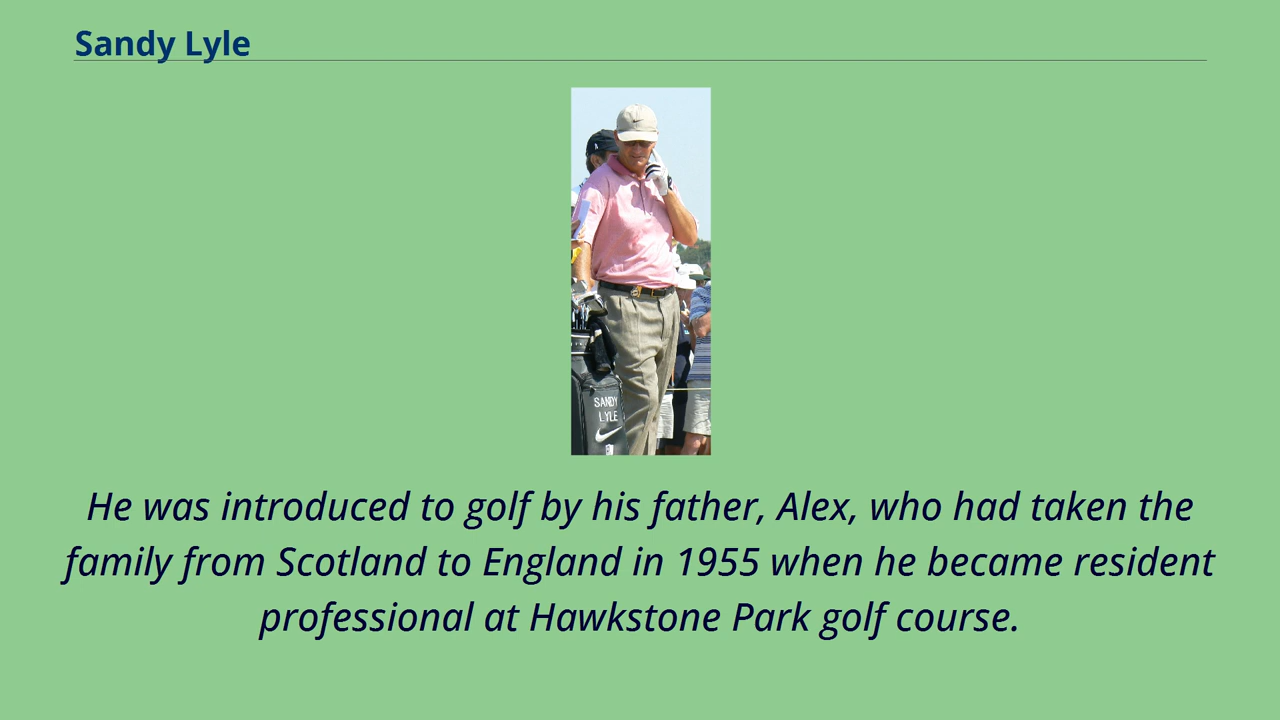 Sandy Lyle
SANDY
LYLE
He was introduced to golf by his father, Alex, who had taken the
family from Scotland to England in 1955 when he became resident
professional at Hawkstone Park golf course.